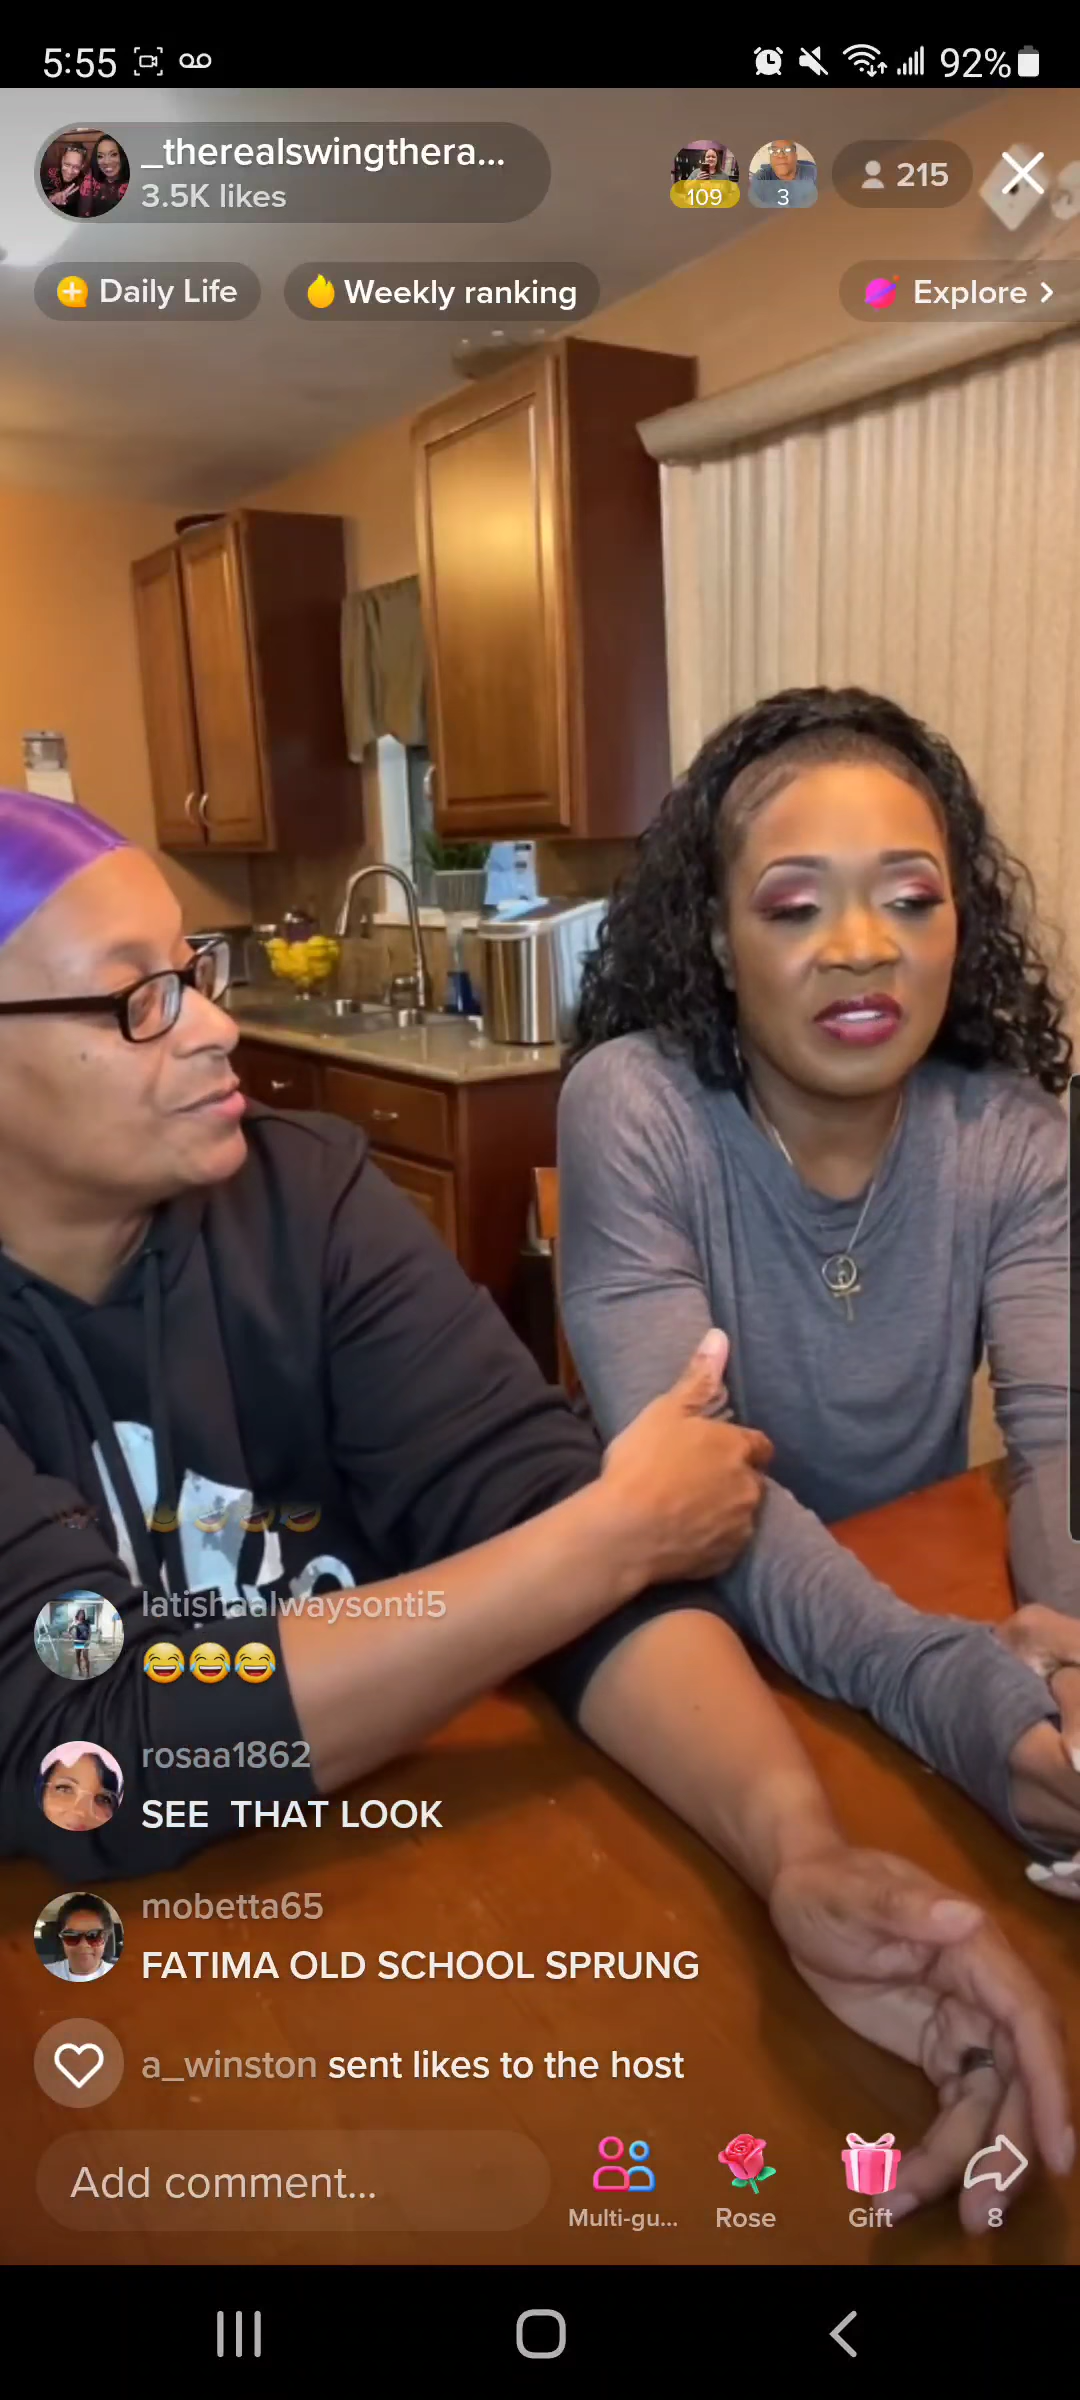 5:55
92%
_therealswingthera...
3.5K likes
109
3
215
Daily Life
Weekly ranking
Explore
latishaalwaysonti5
😂😂😂
rosaa1862
SEE THAT LOOK
mobetta65
FATIMA OLD SCHOOL SPRUNG
a_winston sent likes to the host
Add comment...
Multi-gu...
Rose
Gift
8